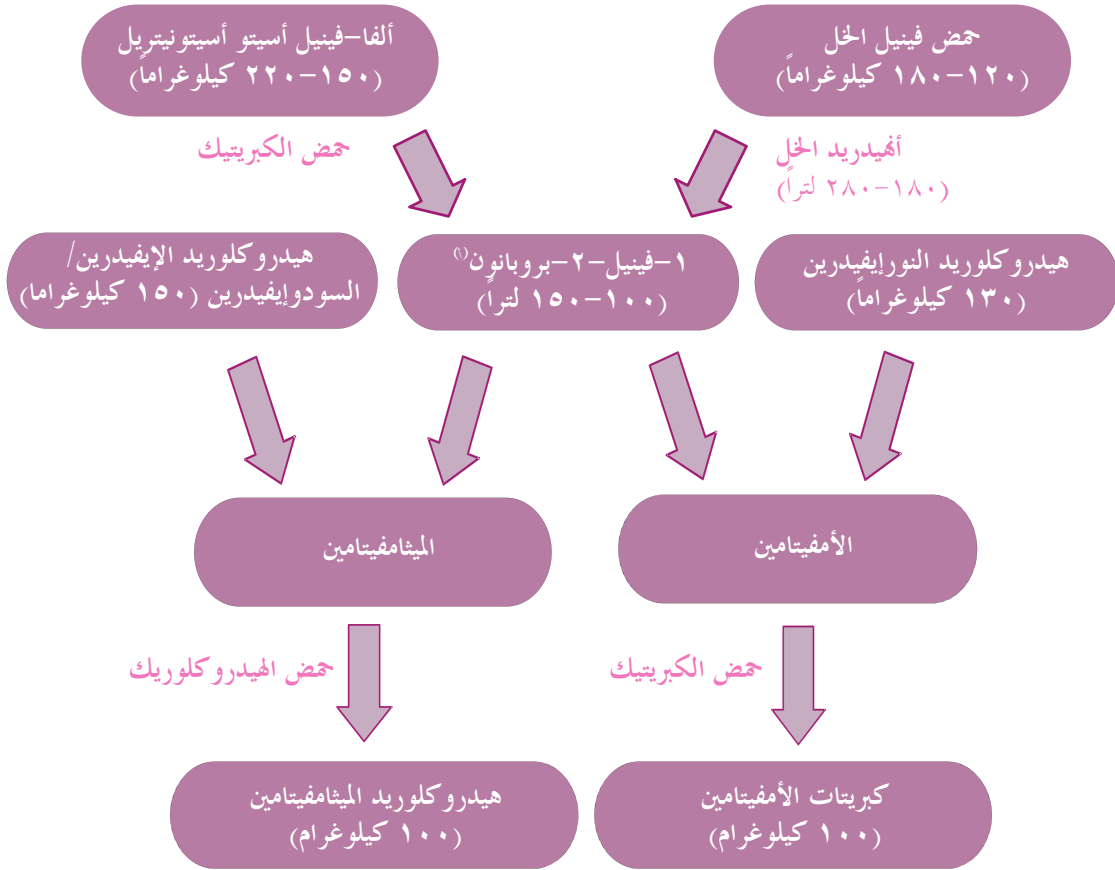 حمض فينيل الخل
(١٢٠-١٨٠ كيلوغراماً)
ألفا-فينيل أسيتو أسيتونيتريل
(١٥٠-٢٢٠ كيلوغراماً)
أنهيدريد الخل
(١٨٠-٢٨٠ لتراً)
حمض الكبريتيك
هيدروكلوريد النورإيفيدرين
(١٣٠ كيلوغراماً)
١-فينيل-٢-بروبانون(١)
(١٠٠-١٥٠ لتراً)
هيدروكلوريد الإيفيدرين/
السودوإيفيدرين (١٥٠ كيلوغراما)
الأمفيتامين
الميثامفيتامين
حمض الكبريتيك
حمض الهيدروكلوريك
كبريتات الأمفيتامين
(١٠٠ كيلوغرام)
هيدروكلوريد الميثامفيتامين
(١٠٠ كيلوغرام)